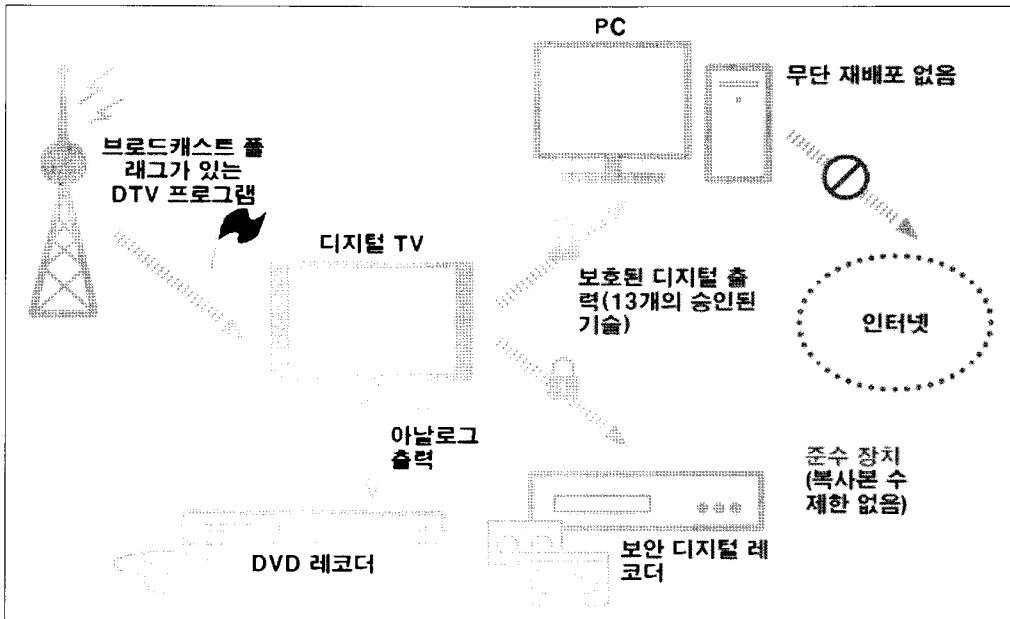 PC
무단 재배포 없음
브로드캐스트 플
래그가 있는
DTV 프로그램
디지털 TV
보호된 디지털 출
력(13개의 승인된
기술)
인터넷
아날로그
출력
준수 장치
(복사본 수
제한 없음)
DVD 레코더
보안 디지털 레
코더